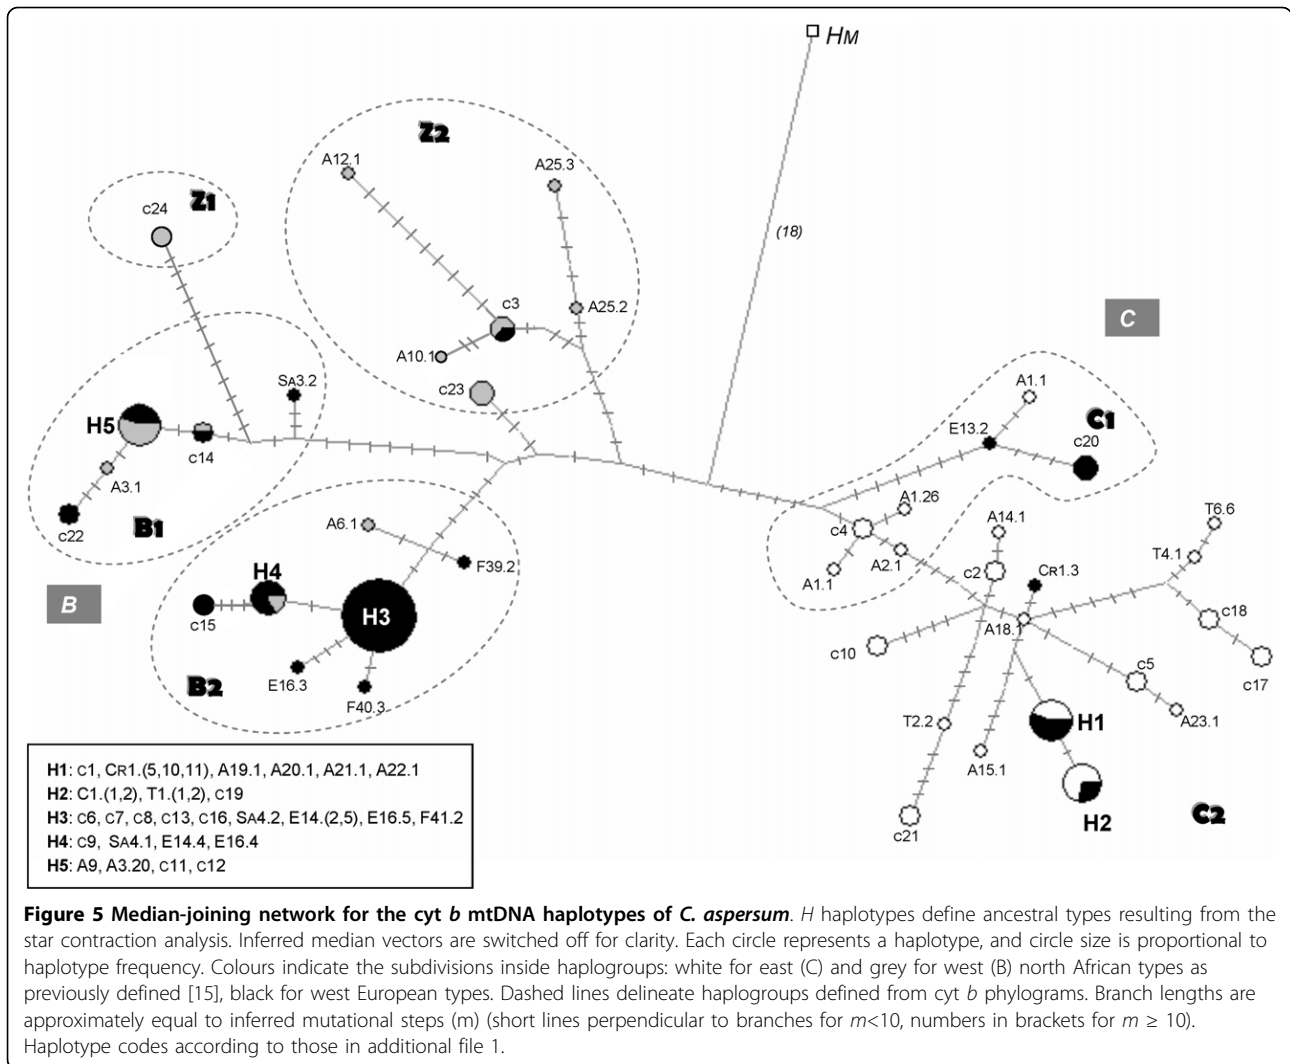 HM
Z2
A12.1
A25.3
Z1
(18)
c24
c3
A25.2
C
A10.1
SA3.2
c23
A1.1
C1
E13.2
c20
H5
c14
A3.1
B1
c22
A1.26
c4
A14.1
T6.6
A6.1
A2.1
T4.1
F39.2
A1.1
c2
CR1.3
H4
B
H3
c15
A18.1
c18
c10
c5
c17
E16.3
B2
F40.3
T2.2
H1
A23.1
A15.1
c21
H2
C2
H1: C1, CR1.(5,10,11), A19.1, A20.1, A21.1, A22.1
H2: C1.(1,2), T1.(1,2), C19
H3: C6, C7, C8, C13, C16, SA4.2, E14.(2,5), E16.5, F41.2
H4: C9, SA4.1, E14.4, E16.4
H5: A9, A3.20, C11, C12
Figure 5 Median-joining network for the cyt b mtDNA haplotypes of C. aspersum. H haplotypes define ancestral types resulting from the
star contraction analysis. Inferred median vectors are switched off for clarity. Each circle represents a haplotype, and circle size is proportional to
haplotype frequency. Colours indicate the subdivisions inside haplogroups: white for east (C) and grey for west (B) north African types as
previously defined [15], black for west European types. Dashed lines delineate haplogroups defined from cyt b phylograms. Branch lengths are
approximately equal to inferred mutational steps (m) (short lines perpendicular to branches for m<10, numbers in brackets for m ≥ 10).
Haplotype codes according to those in additional file 1.